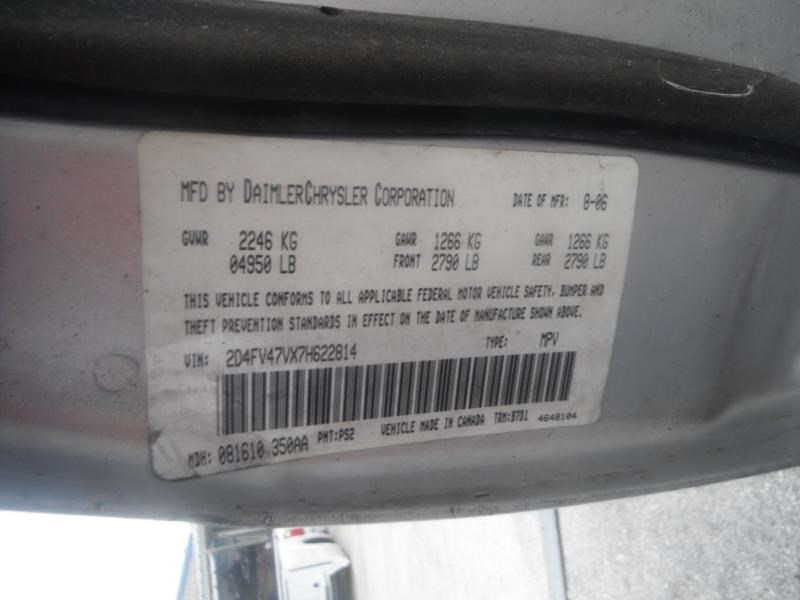 MFD BY DAIMLERCHRYSLER CORPORATION DATE OF MFR: 8-06
GVWR 2246 KG GAWR 1266 KG GAWR 1266 KG
04950 LB FRONT 2790 LB REAR 2790 LB
THIS VEHICLE CONFORMS TO ALL APPLICABLE FEDERAL MOTOR VEHICLE SAFETY, BUMPER AND
THEFT PREVENTION STANDARDS IN EFFECT ON THE DATE OF MANUFACTURE SHOWN ABOVE.
VIN: 2D4FV47VX7H622814 TYPE: MPV
MDH: 081610 350AA PNT: PS2 VEHICLE MADE IN CANADA TRM: B7D1 4648104